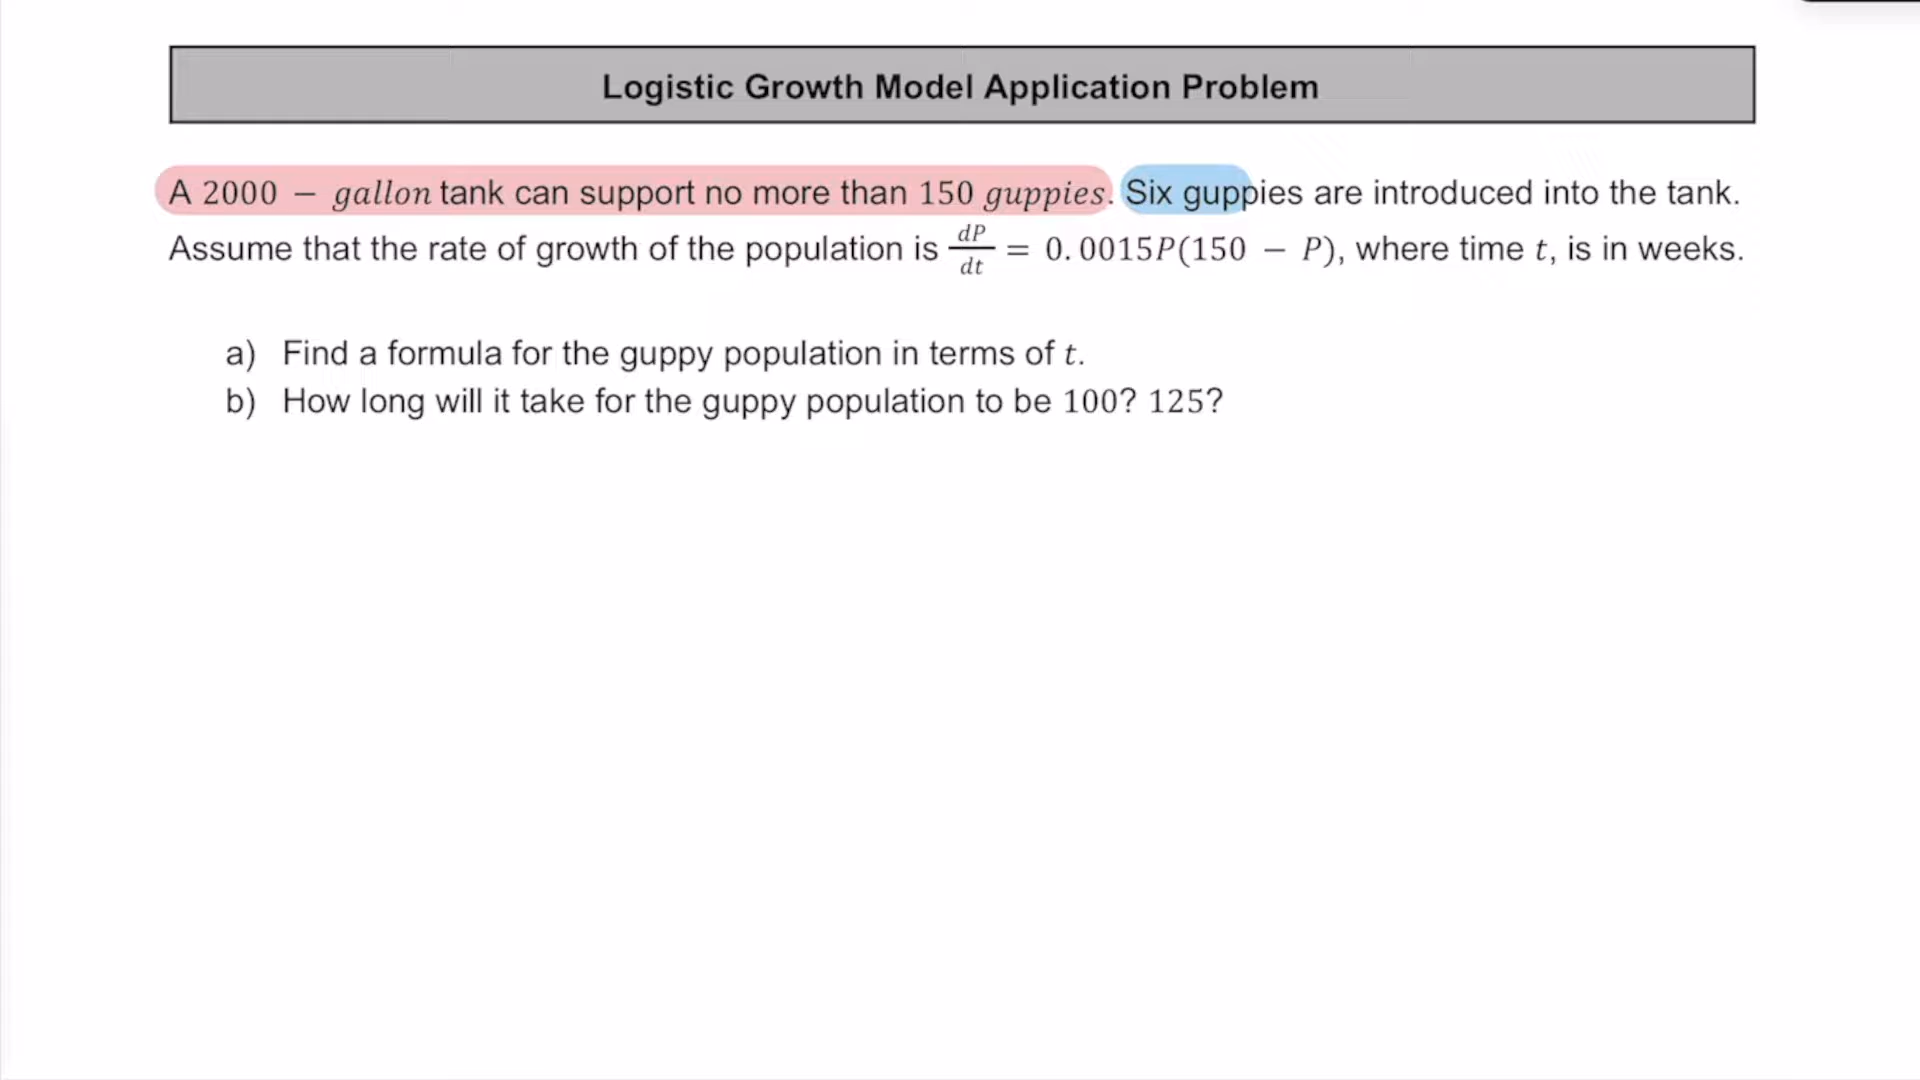 Logistic Growth Model Application Problem
A 2000 − gallon tank can support no more than 150 guppies. Six guppies are introduced into the tank.
Assume that the rate of growth of the population is dP/dt = 0.0015P(150 − P), where time t, is in weeks.
a) Find a formula for the guppy population in terms of t.
b) How long will it take for the guppy population to be 100? 125?